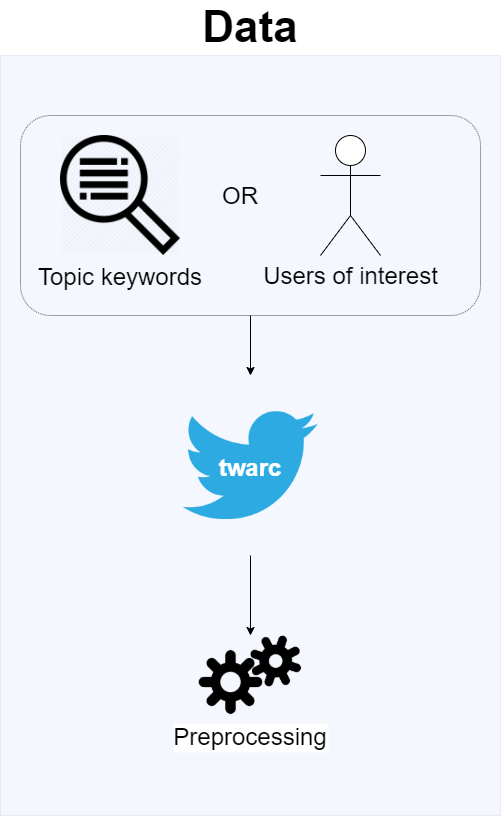 Data
OR
Topic keywords
Users of interest
twarc
Preprocessing